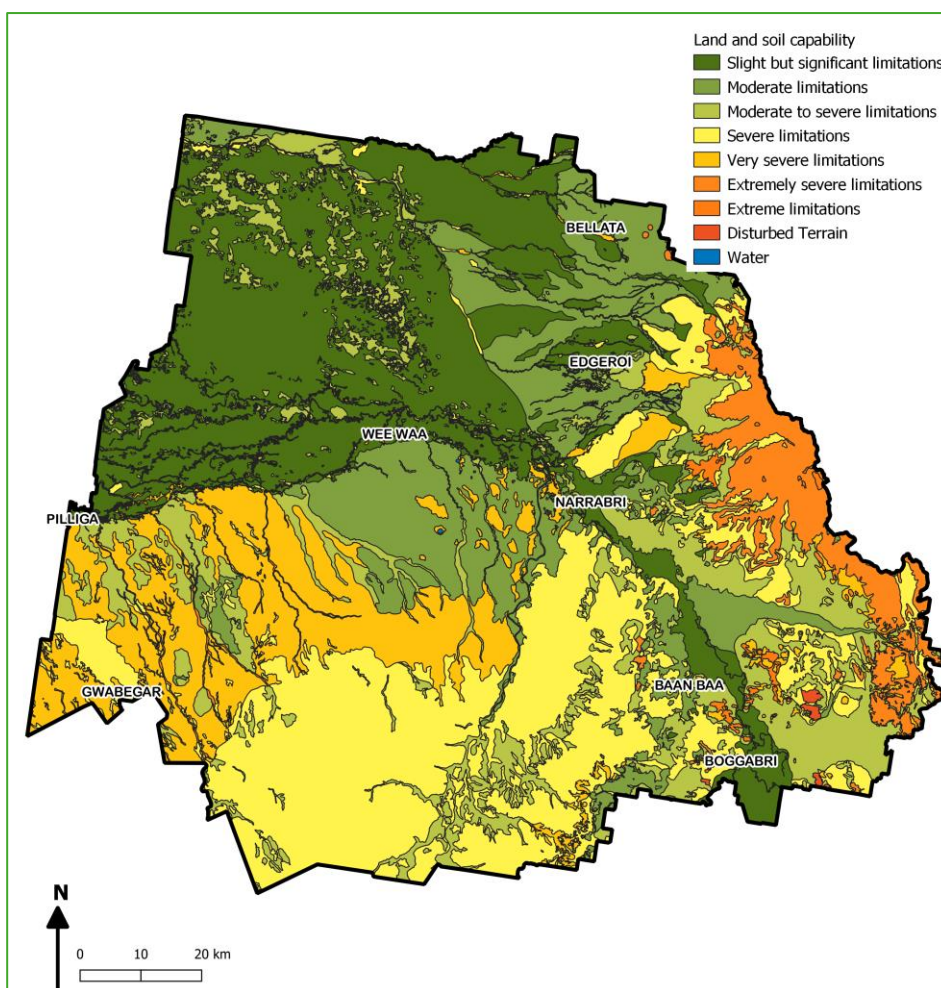 Land and soil capability
Slight but significant limitations
Moderate limitations
Moderate to severe limitations
Severe limitations
Very severe limitations
Extremely severe limitations
Extreme limitations
Disturbed Terrain
Water
BELLATA
EDGEROI
WEE WAA
NARRABRI
PILLIGA
GWABEGAR
BAAN BAA
BOGGABRI
N
0 10 20 km